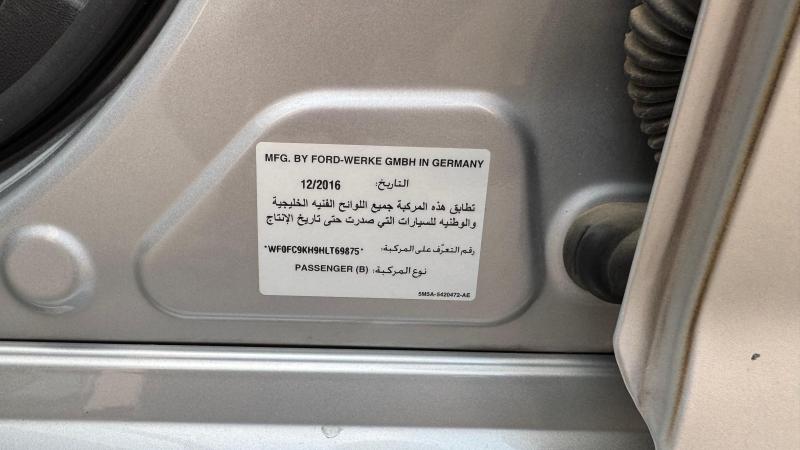 MFG. BY FORD-WERKE GMBH IN GERMANY
التاريخ: 12/2016
تطابق هذه المركبة جميع اللوائح الفنيه الخليجية
والوطنيه للسيارات التي صدرت حتى تاريخ الإنتاج
رقم التعرّف على المركبة: *WF0FC9KH9HLT69875*
نوع المركبة: PASSENGER (B)
5M5A-5420472-AE